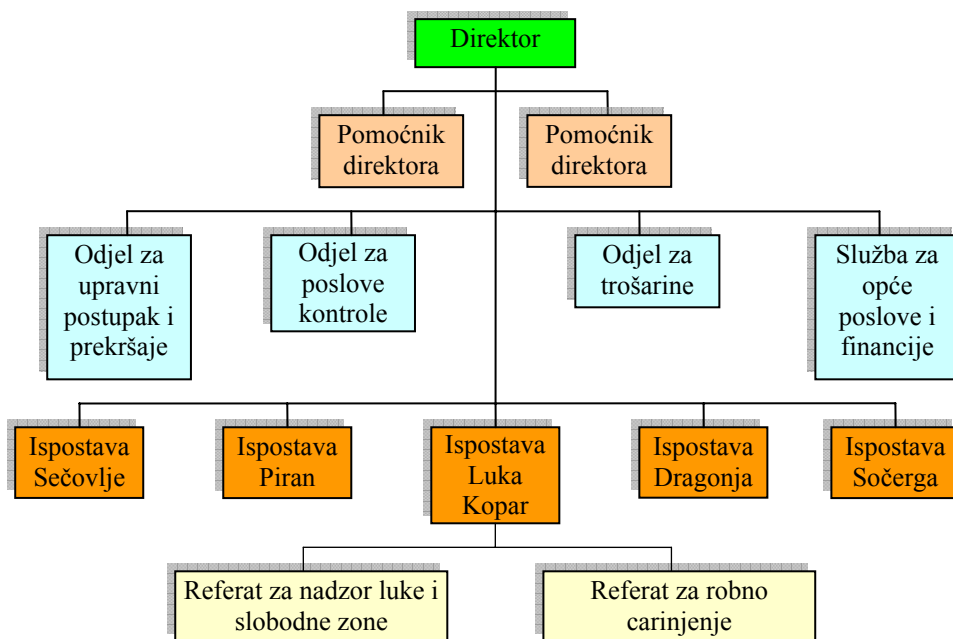 Direktor
Pomoćnik
direktora
Pomoćnik
direktora
Odjel za
upravni
postupak i
prekršaje
Odjel za
poslove
kontrole
Odjel za
trošarine
Služba za
opće
poslove i
financije
Ispostava
Sečovlje
Ispostava
Piran
Ispostava
Luka
Kopar
Ispostava
Dragonja
Ispostava
Sočerga
Referat za nadzor luke i
slobodne zone
Referat za robno
carinjenje